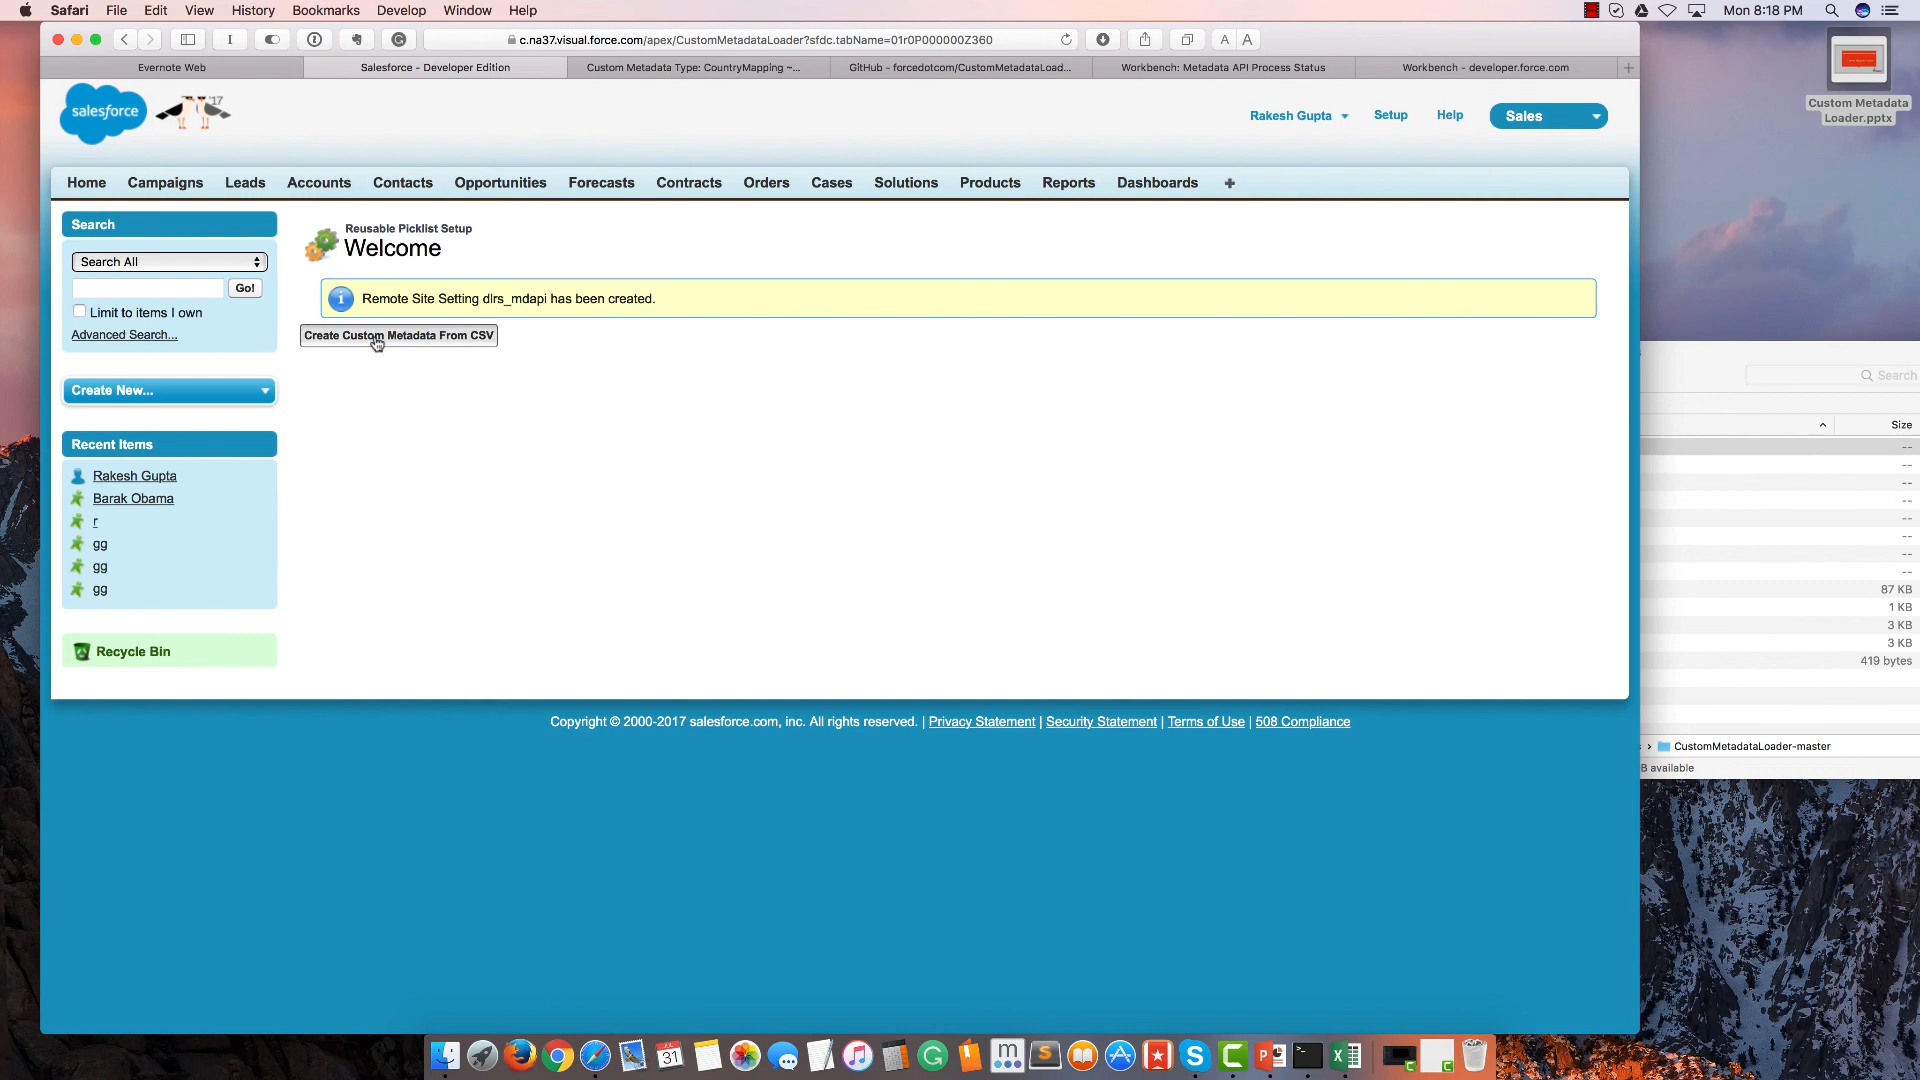 Safari File Edit View History Bookmarks Develop Window Help
Mon 8:18 PM
c.na37.visual.force.com/apex/CustomMetadataLoader?sfdc.tabName=01r0P000000Z360
A A
Evernote Web
Salesforce - Developer Edition
Custom Metadata Type: CountryMapping ~...
GitHub - forcedotcom/CustomMetadataLoad...
Workbench: Metadata API Process Status
Workbench - developer.force.com
Custom Metadata
Loader.pptx
salesforce
'17
Rakesh Gupta
Setup
Help
Sales
Home Campaigns Leads Accounts Contacts Opportunities Forecasts Contracts Orders Cases Solutions Products Reports Dashboards +
Search
Search All
Go!
Limit to items I own
Advanced Search...
Create New...
Recent Items
Rakesh Gupta
Barak Obama
r
gg
gg
gg
Recycle Bin
Reusable Picklist Setup
Welcome
Remote Site Setting dlrs_mdapi has been created.
Create Custom Metadata From CSV
Copyright © 2000-2017 salesforce.com, inc. All rights reserved. | Privacy Statement | Security Statement | Terms of Use | 508 Compliance
Search
Size
--
--
--
--
--
--
--
--
87 KB
1 KB
3 KB
3 KB
419 bytes
CustomMetadataLoader-master
B available
JUL
31